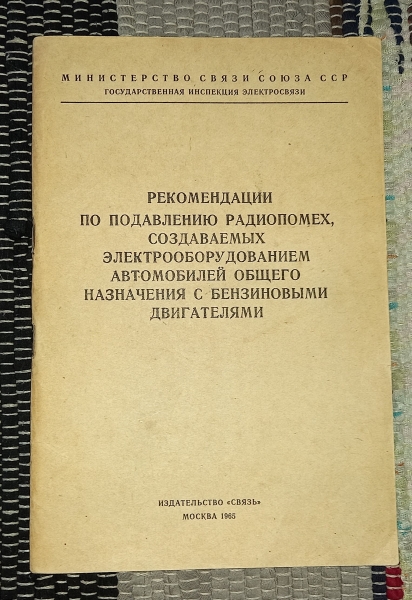 МИНИСТЕРСТВО СВЯЗИ СОЮЗА ССР
ГОСУДАРСТВЕННАЯ ИНСПЕКЦИЯ ЭЛЕКТРОСВЯЗИ
РЕКОМЕНДАЦИИ
ПО ПОДАВЛЕНИЮ РАДИОПОМЕХ,
СОЗДАВАЕМЫХ
ЭЛЕКТРООБОРУДОВАНИЕМ
АВТОМОБИЛЕЙ ОБЩЕГО
НАЗНАЧЕНИЯ С БЕНЗИНОВЫМИ
ДВИГАТЕЛЯМИ
ИЗДАТЕЛЬСТВО «СВЯЗЬ»
МОСКВА 1965